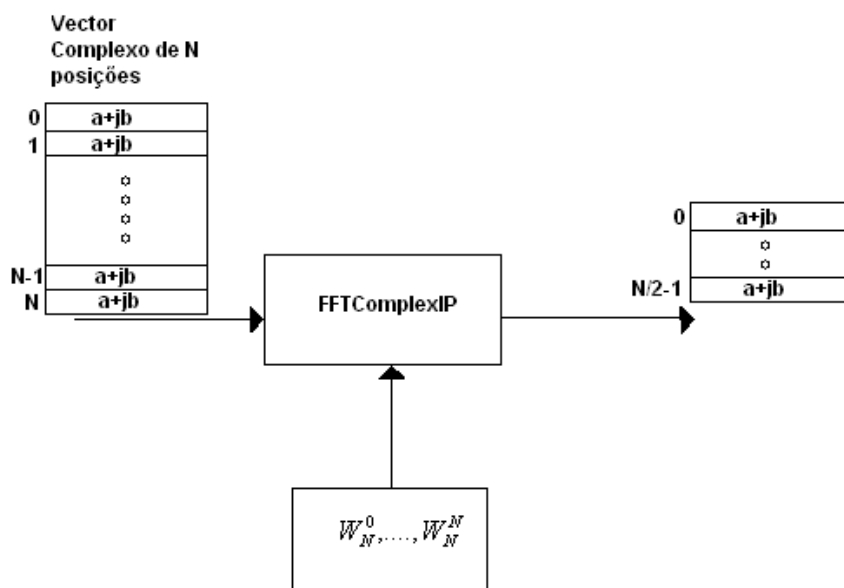 Vector
Complexo de N
posições
0 a+jb
1 a+jb
N-1 a+jb
N a+jb
FFTComplexIP
0 a+jb
N/2-1 a+jb
W_N^0,....,W_N^N